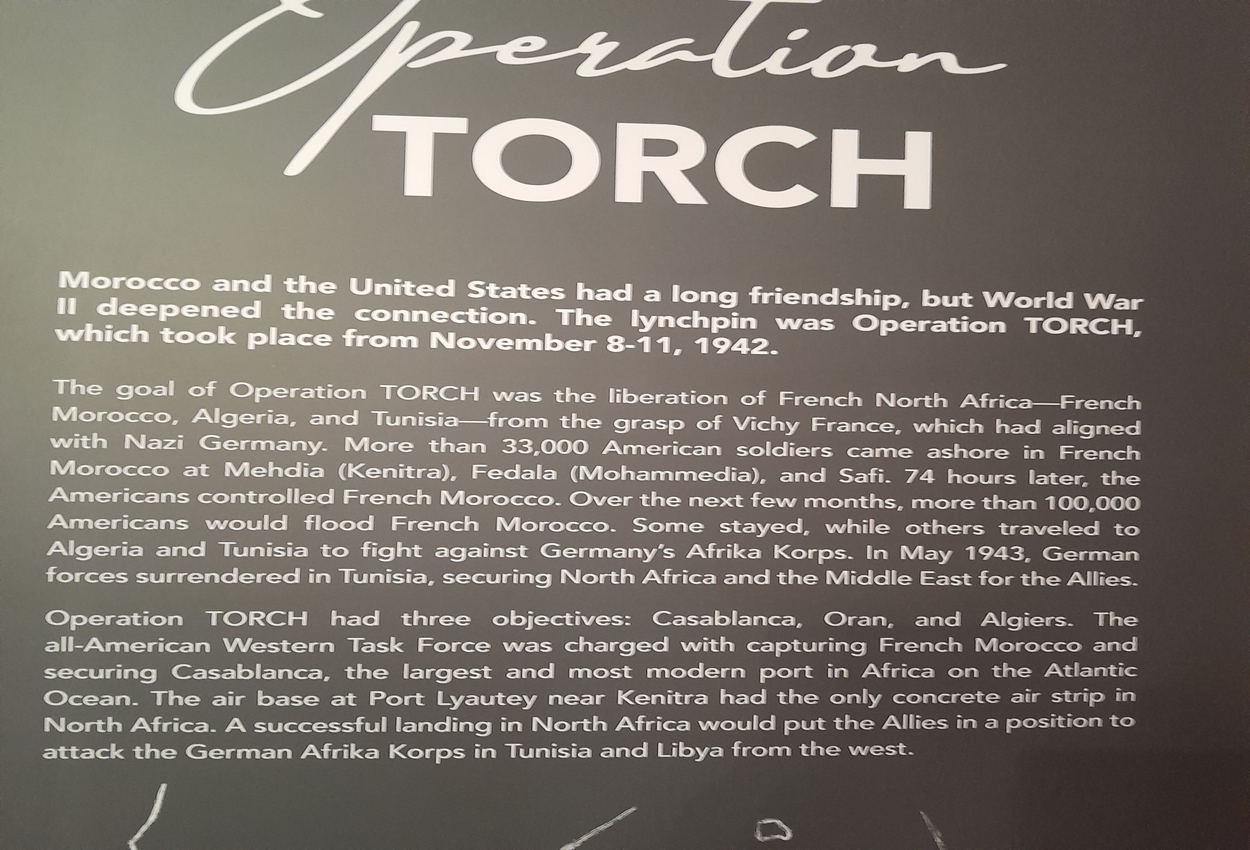 Operation
TORCH
Morocco and the United States had a long friendship, but World War
II deepened the connection. The lynchpin was Operation TORCH,
which took place from November 8-11, 1942.
The goal of Operation TORCH was the liberation of French North Africa—French
Morocco, Algeria, and Tunisia—from the grasp of Vichy France, which had aligned
with Nazi Germany. More than 33,000 American soldiers came ashore in French
Morocco at Mehdia (Kenitra), Fedala (Mohammedia), and Safi. 74 hours later, the
Americans controlled French Morocco. Over the next few months, more than 100,000
Americans would flood French Morocco. Some stayed, while others traveled to
Algeria and Tunisia to fight against Germany's Afrika Korps. In May 1943, German
forces surrendered in Tunisia, securing North Africa and the Middle East for the Allies.
Operation TORCH had three objectives: Casablanca, Oran, and Algiers. The
all-American Western Task Force was charged with capturing French Morocco and
securing Casablanca, the largest and most modern port in Africa on the Atlantic
Ocean. The air base at Port Lyautey near Kenitra had the only concrete air strip in
North Africa. A successful landing in North Africa would put the Allies in a position to
attack the German Afrika Korps in Tunisia and Libya from the west.